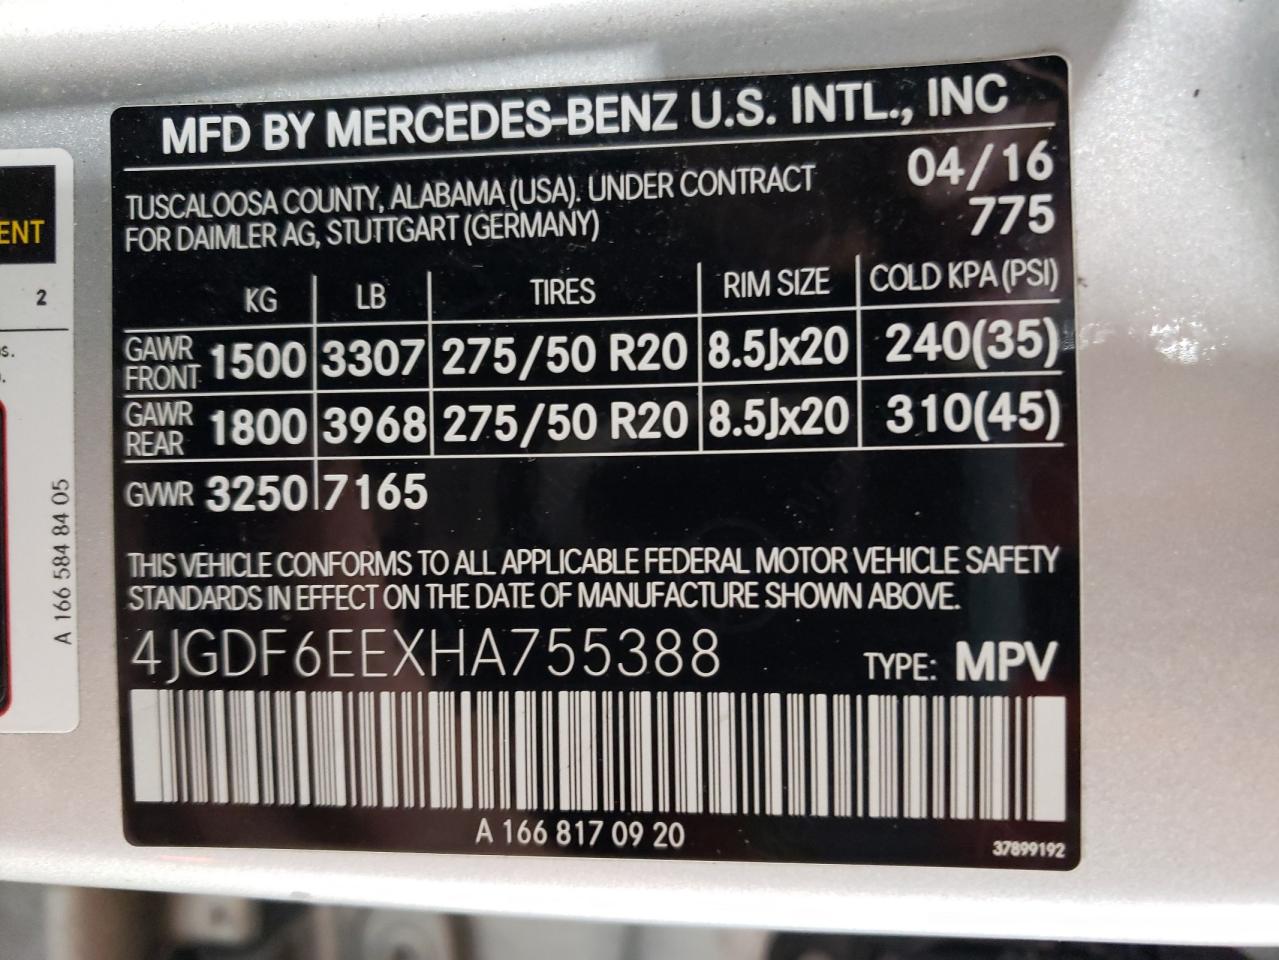 MFD BY MERCEDES-BENZ U.S. INTL., INC
TUSCALOOSA COUNTY, ALABAMA (USA). UNDER CONTRACT 04/16
FOR DAIMLER AG, STUTTGART (GERMANY) 775
KG LB TIRES RIM SIZE COLD KPA (PSI)
GAWR FRONT 1500 3307 275/50 R20 8.5Jx20 240(35)
GAWR REAR 1800 3968 275/50 R20 8.5Jx20 310(45)
GVWR 3250 7165
THIS VEHICLE CONFORMS TO ALL APPLICABLE FEDERAL MOTOR VEHICLE SAFETY
STANDARDS IN EFFECT ON THE DATE OF MANUFACTURE SHOWN ABOVE.
4JGDF6EEXHA755388 TYPE: MPV
A 166 817 09 20
37899192
ENT
2
A 166 584 84 05